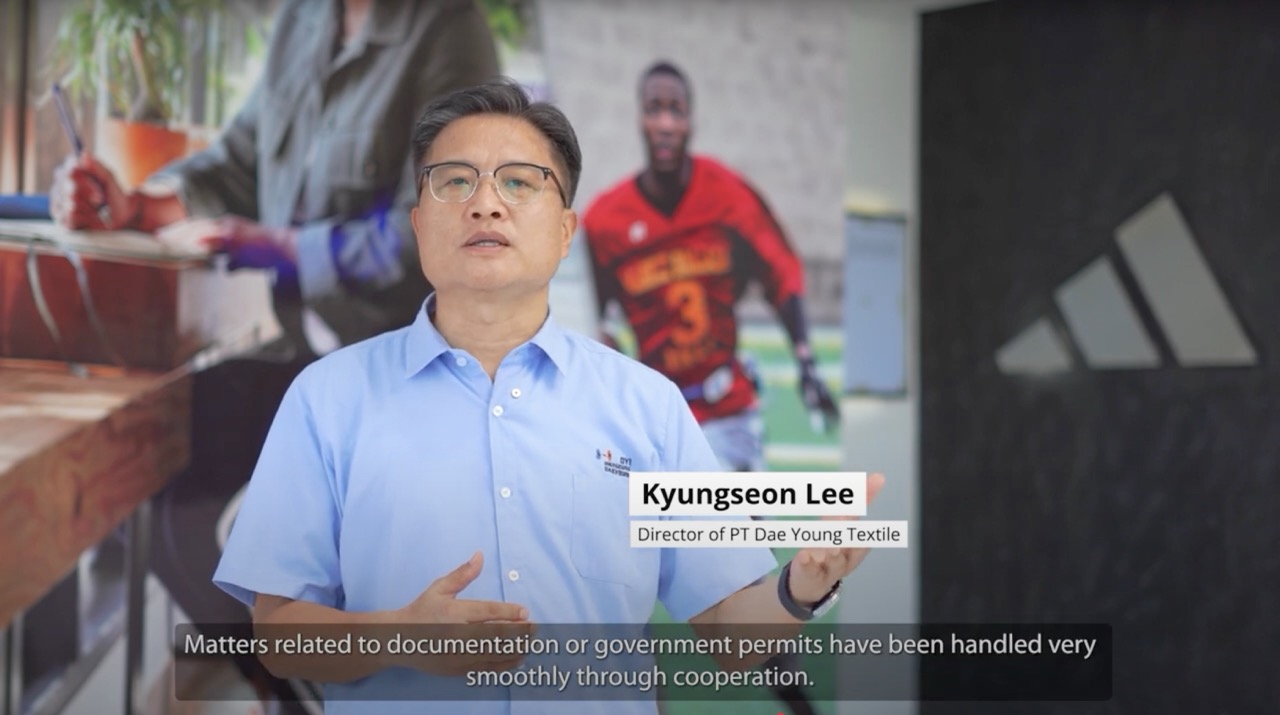 3
Kyungseon Lee
Director of PT Dae Young Textile
Matters related to documentation or government permits have been handled very
smoothly through cooperation.